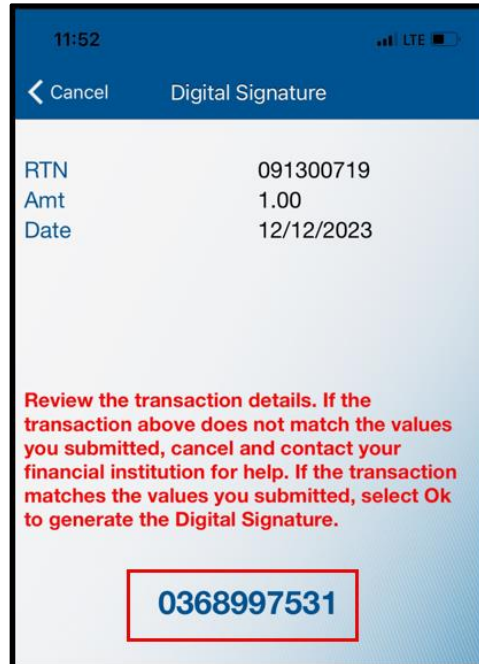 11:52 LTE
Cancel Digital Signature
RTN 091300719
Amt 1.00
Date 12/12/2023
Review the transaction details. If the
transaction above does not match the values
you submitted, cancel and contact your
financial institution for help. If the transaction
matches the values you submitted, select Ok
to generate the Digital Signature.
0368997531